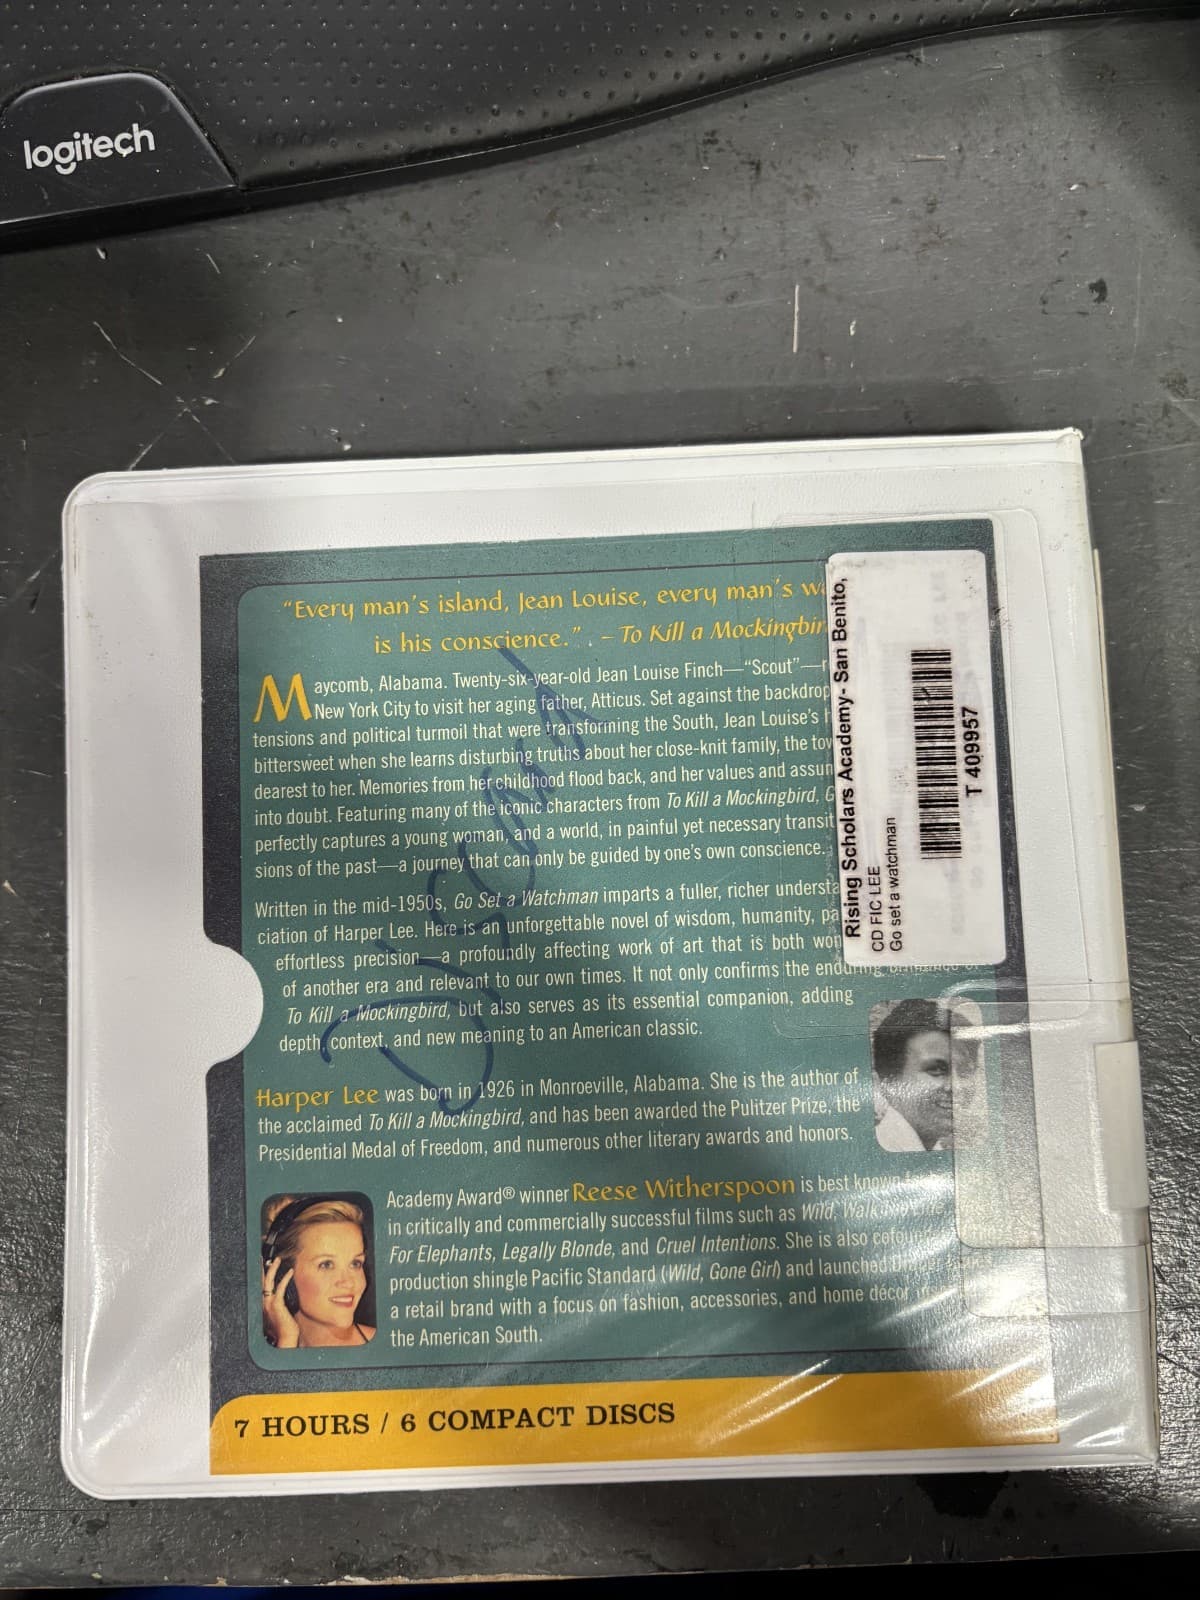 logitech
"Every man's island, Jean Louise, every man's
is his conscience." . – To Kill a
Maycomb, Alabama. Twenty-six-year-old Jean Louise Finch—"Scout"—
New York City to visit her aging father, Atticus. Set against the backdrop
tensions and political turmoil that were transforming the South, Jean Louise's
bittersweet when she learns disturbing truths about her close-knit family, the
dearest to her. Memories from her childhood flood back, and her values and
into doubt. Featuring many of the iconic characters from To Kill a Mockingbird,
perfectly captures a young woman, and a world, in painful yet necessary
sions of the past—a journey that can only be guided by one's own conscience.
Written in the mid-1950s, Go Set a Watchman imparts a fuller, richer
ciation of Harper Lee. Here is an unforgettable novel of wisdom, humanity,
effortless precision—a profoundly affecting work of art that is both
of another era and relevant to our own times. It not only confirms the enduring
To Kill a Mockingbird, but also serves as its essential companion, adding
depth, context, and new meaning to an American classic.
Harper Lee was born in 1926 in Monroeville, Alabama. She is the author of
the acclaimed To Kill a Mockingbird, and has been awarded the Pulitzer Prize, the
Presidential Medal of Freedom, and numerous other literary awards and honors.
Academy Award® winner Reese Witherspoon is best known
in critically and commercially successful films such as Wild,
For Elephants, Legally Blonde, and Cruel Intentions. She is also
production shingle Pacific Standard (Wild, Gone Girl) and launched
a retail brand with a focus on fashion, accessories, and home décor
the American South.
7 HOURS / 6 COMPACT DISCS
Rising Scholars Academy- San Benito,
CD FIC LEE
Go set a watchman
T 409957
Discard